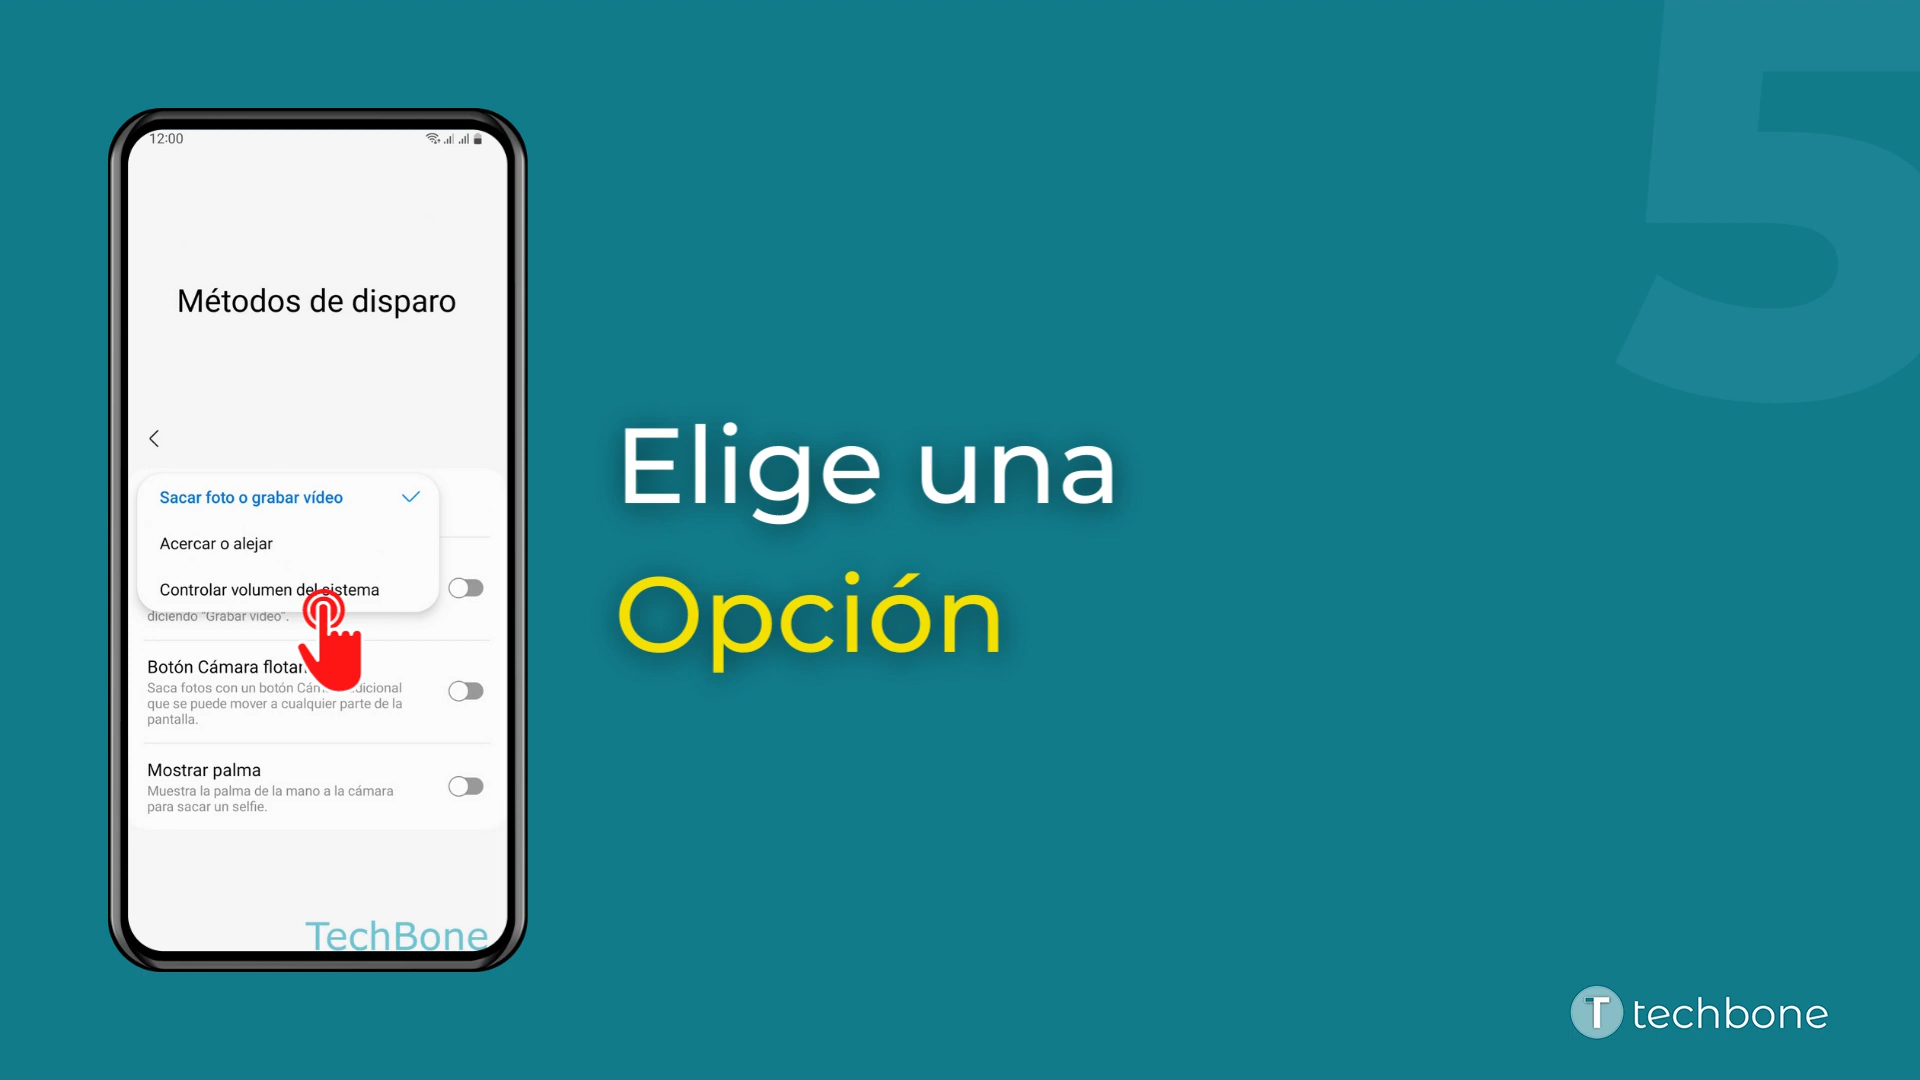 5
12:00
Métodos de disparo
Sacar foto o grabar vídeo
Acercar o alejar
Controlar volumen del sistema
diciendo "Grabar vídeo".
Botón Cámara
Saca fotos con un botón
que se puede mover a cualquier parte de la
pantalla.
Mostrar palma
Muestra la palma de la mano a la cámara
para sacar un selfie.
TechBone
Elige una
Opción
T techbone